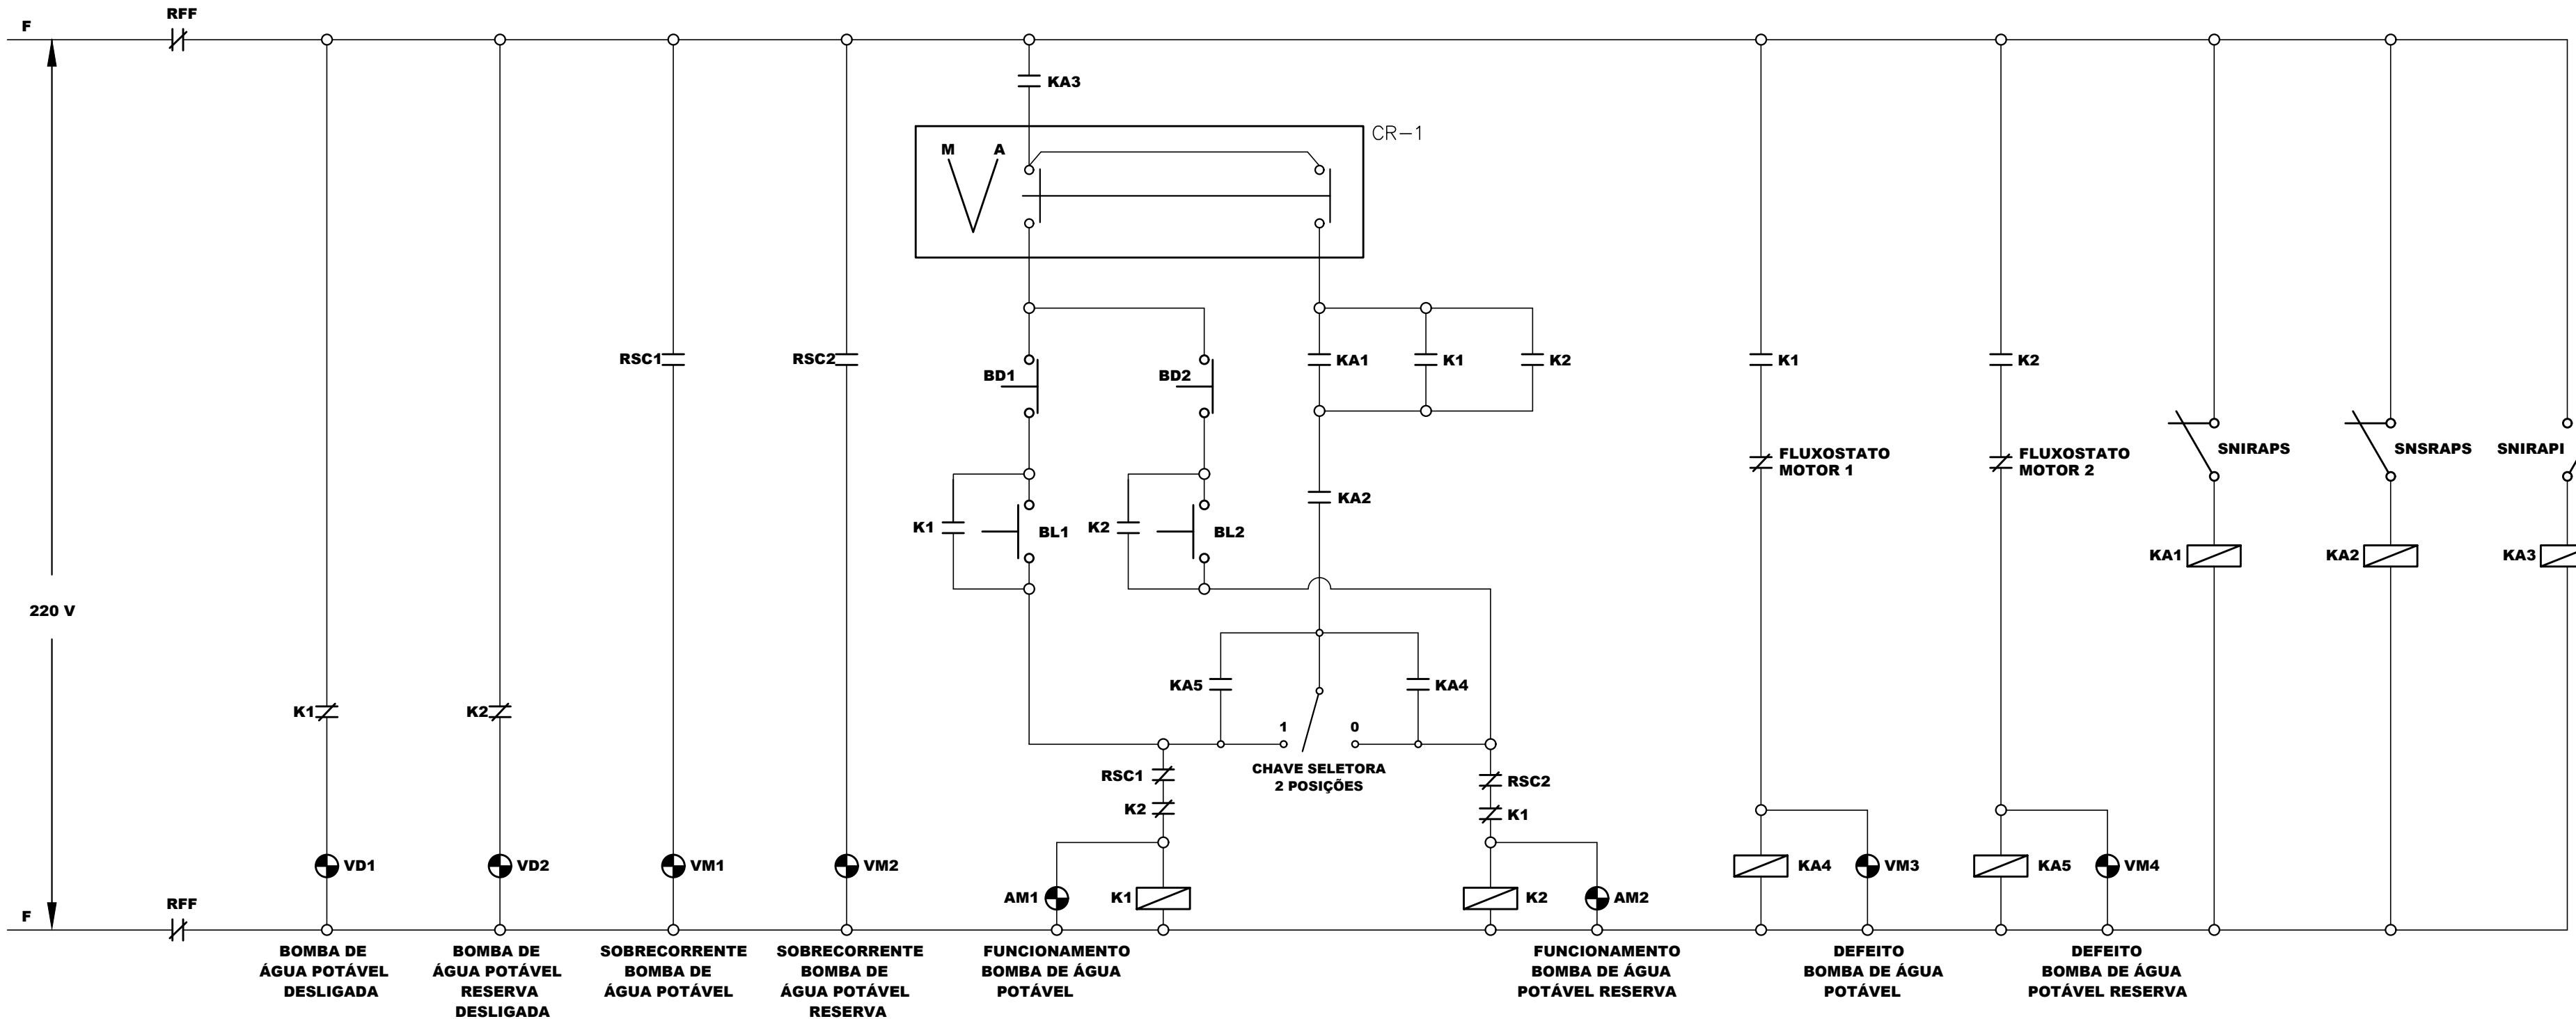 F
RFF
KA3
CR-1
M A
RSC1
RSC2
BD1
BD2
KA1
K1
K2
K1
K2
FLUXOSTATO
MOTOR 1
FLUXOSTATO
MOTOR 2
SNIRAPS
SNSRAPS
SNIRAPI
KA2
K1
BL1
K2
BL2
KA1
KA2
KA3
220 V
K1
K2
KA5
KA4
1
0
CHAVE SELETORA
2 POSIÇÕES
RSC1
K2
RSC2
K1
VD1
VD2
VM1
VM2
AM1
K1
K2
AM2
KA4
VM3
KA5
VM4
F
RFF
BOMBA DE
ÁGUA POTÁVEL
DESLIGADA
BOMBA DE
ÁGUA POTÁVEL
RESERVA
DESLIGADA
SOBRECORRENTE
BOMBA DE
ÁGUA POTÁVEL
SOBRECORRENTE
BOMBA DE
ÁGUA POTÁVEL
RESERVA
FUNCIONAMENTO
BOMBA DE ÁGUA
POTÁVEL
FUNCIONAMENTO
BOMBA DE ÁGUA
POTÁVEL RESERVA
DEFEITO
BOMBA DE ÁGUA
POTÁVEL
DEFEITO
BOMBA DE ÁGUA
POTÁVEL RESERVA